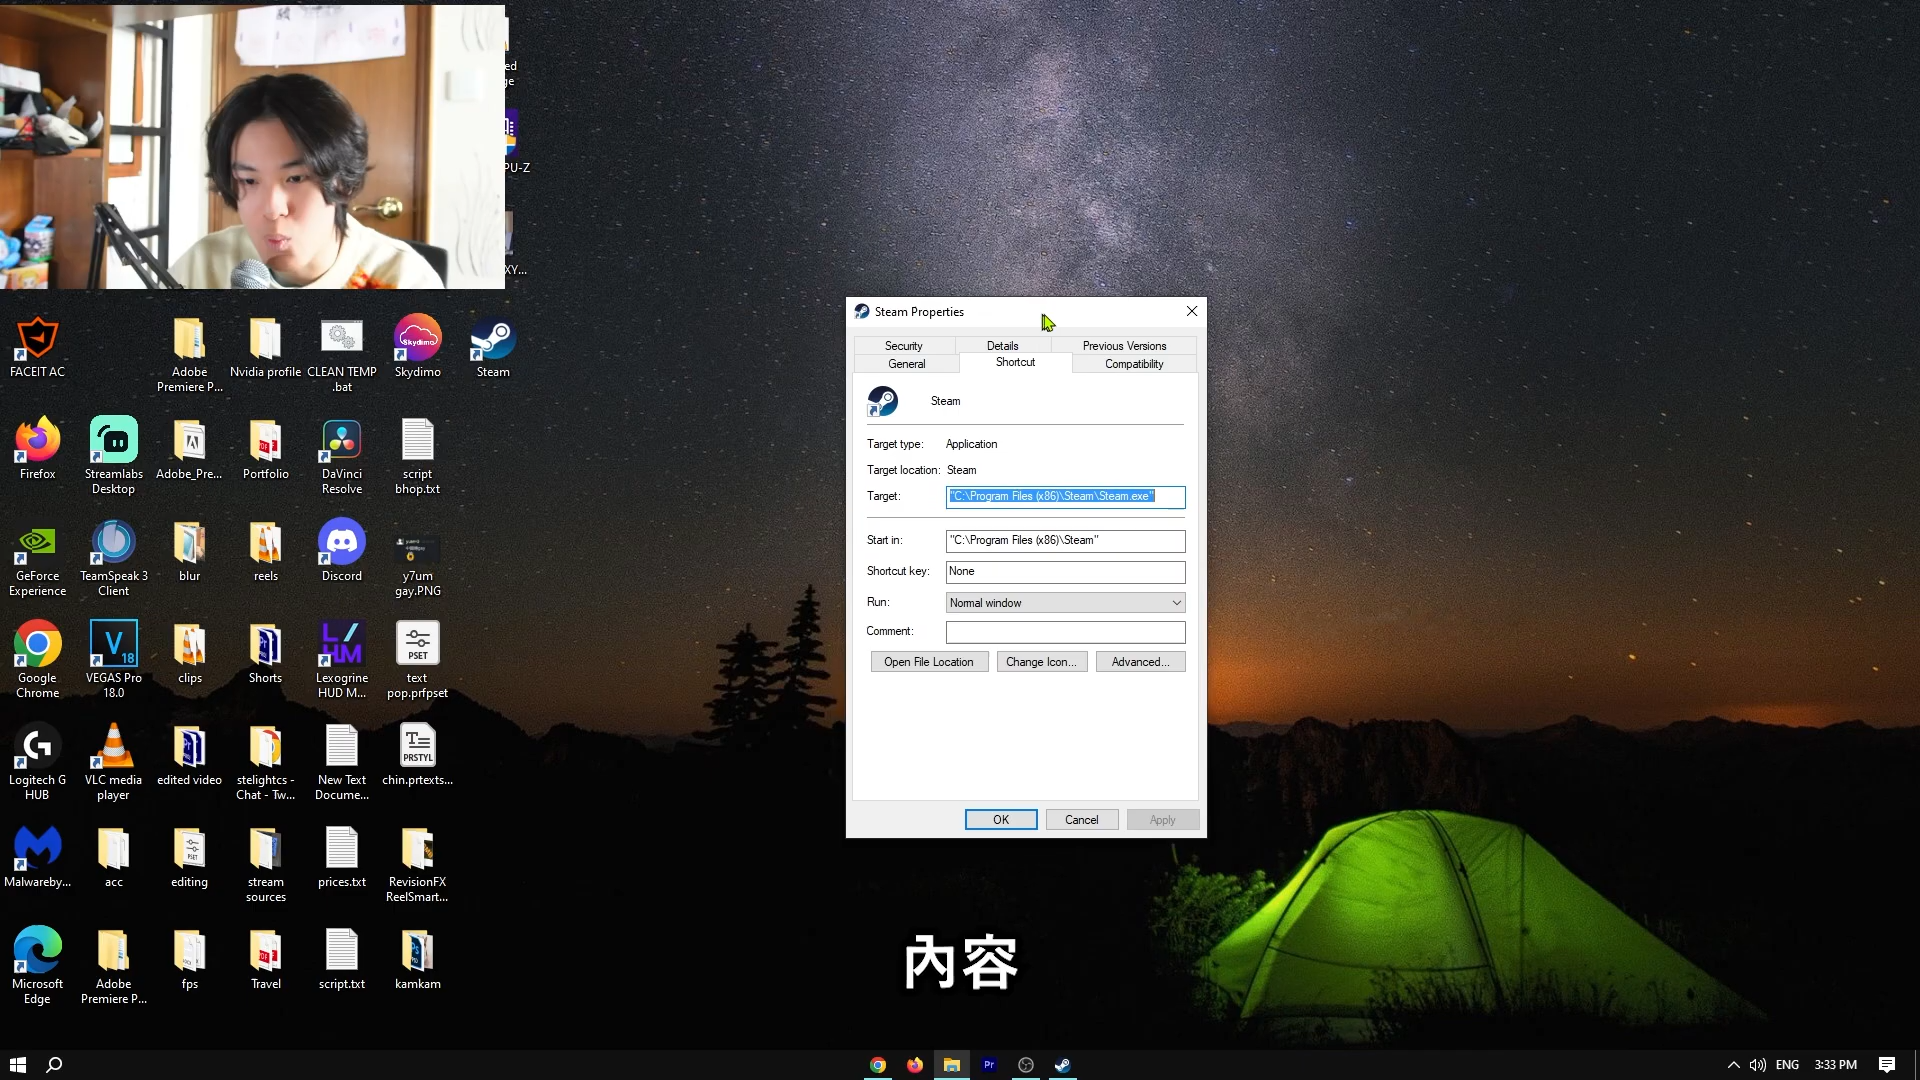 ed
ge
PU-Z
XY...
FACEIT AC
Adobe
Premiere P...
Nvidia profile
CLEAN TEMP
.bat
Skydimo
Steam
Firefox
Streamlabs
Desktop
Adobe_Pre...
Portfolio
DaVinci
Resolve
script
bhop.txt
GeForce
Experience
TeamSpeak 3
Client
blur
reels
Discord
y7um
gay.PNG
Google
Chrome
VEGAS Pro
18.0
clips
Shorts
Lexogrine
HUD M...
text
pop.prfpset
Logitech G
HUB
VLC media
player
edited video
stelightcs -
Chat - Tw...
New Text
Docume...
chin.prtexts...
Malwareby...
acc
editing
stream
sources
prices.txt
RevisionFX
ReelSmart...
Microsoft
Edge
Adobe
Premiere P...
fps
Travel
script.txt
kamkam
Steam Properties
Security
Details
Previous Versions
General
Shortcut
Compatibility
Steam
Target type: Application
Target location: Steam
Target: "C:\Program Files (x86)\Steam\Steam.exe"
Start in: "C:\Program Files (x86)\Steam"
Shortcut key: None
Run: Normal window
Comment:
Open File Location
Change Icon...
Advanced...
OK
Cancel
Apply
內容
ENG
3:33 PM